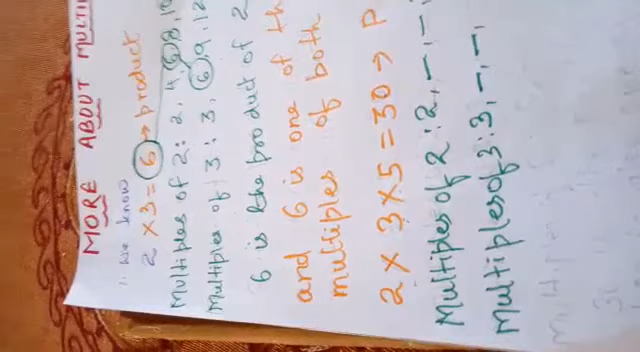 MORE ABOUT MULTI
1. We know
2 × 3 = 6 → product
Multiples of 2: 2, 4, 6, 8, 10
Multiples of 3: 3, 6, 9, 12
6 is the product of 2
and 6 is one of th
multiples of both
2 × 3 × 5 = 30 → P
Multiples of 2: 2, –, –,
Multiples of 3: 3, –, –,